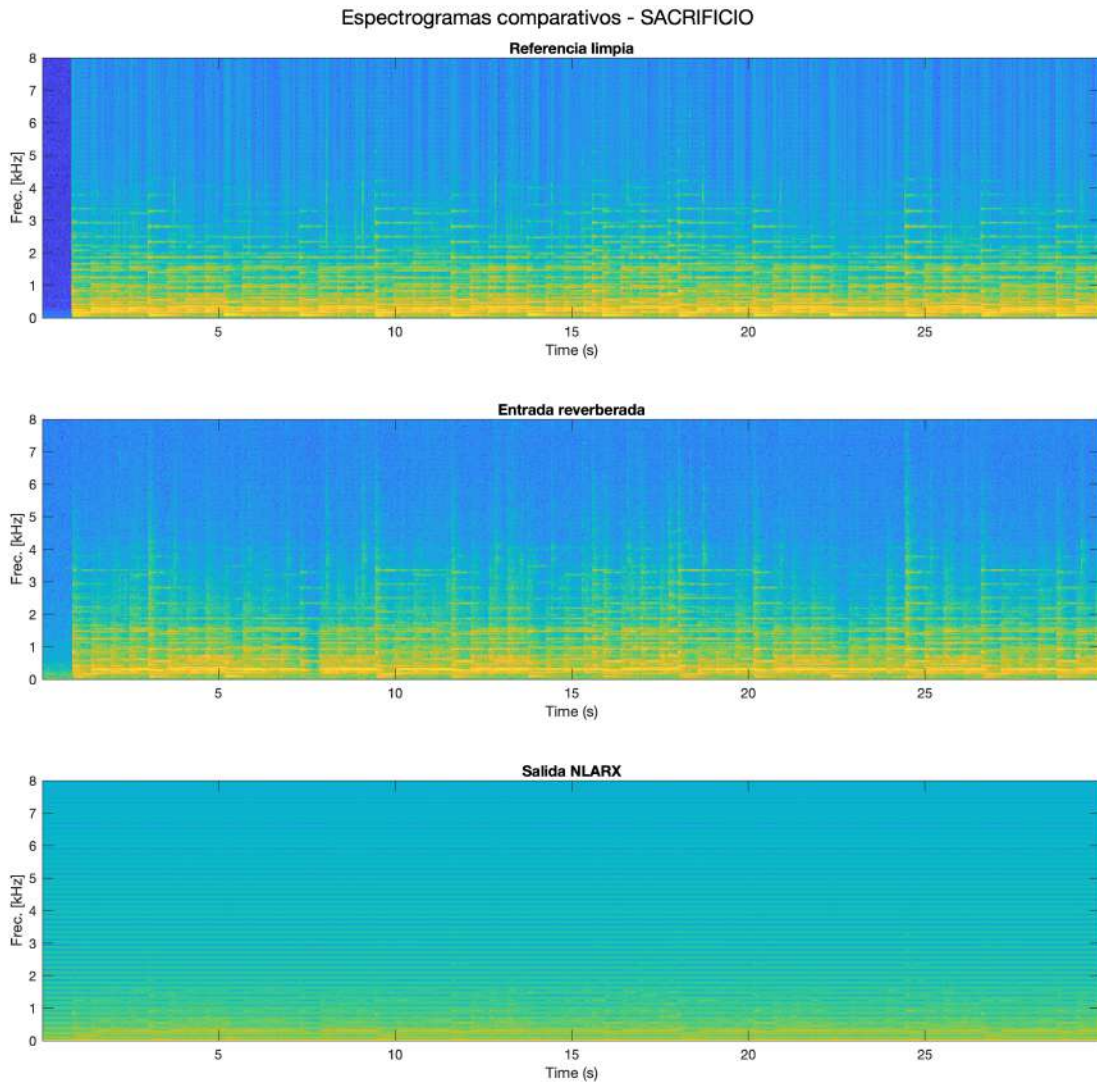 Espectrogramas comparativos - SACRIFICIO
Referencia limpia
8
7
6
5
4
3
2
1
0
Frec. [kHz]
5 10 15 20 25
Time (s)
Entrada reverberada
8
7
6
5
4
3
2
1
0
Frec. [kHz]
5 10 15 20 25
Time (s)
Salida NLARX
8
7
6
5
4
3
2
1
0
Frec. [kHz]
5 10 15 20 25
Time (s)